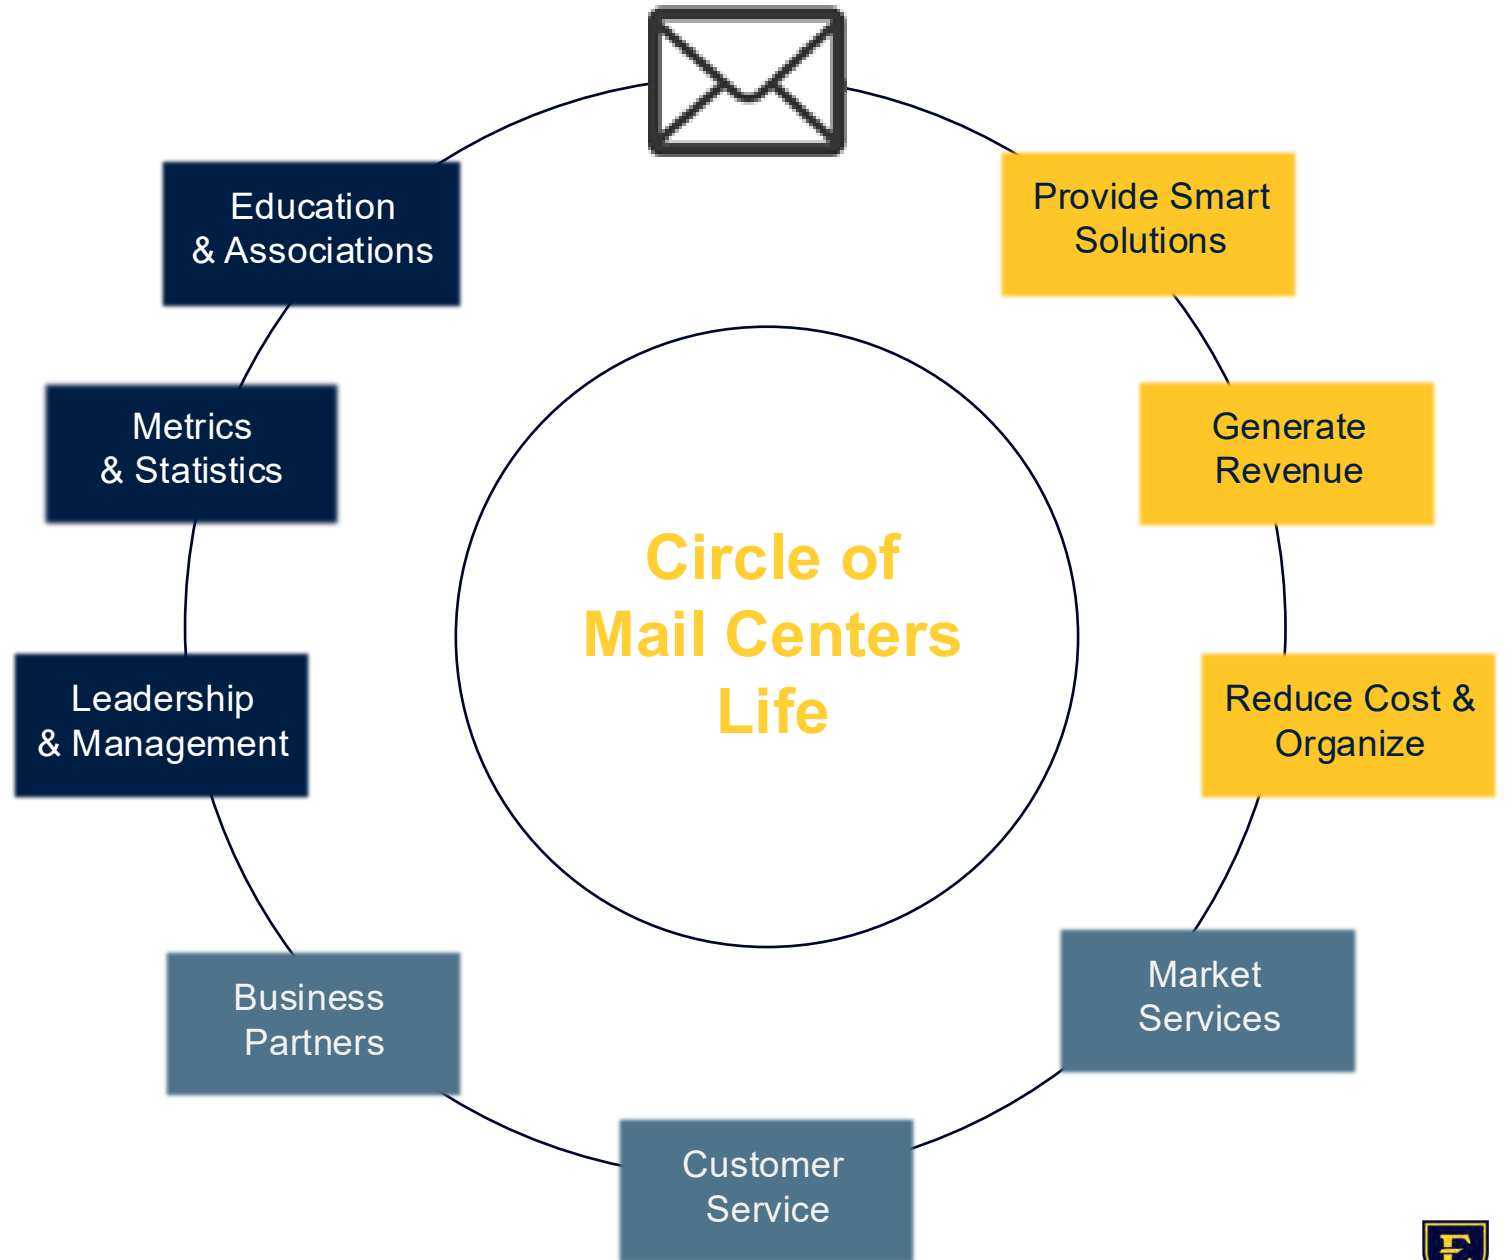 Education
& Associations
Provide Smart
Solutions
Metrics
& Statistics
Generate
Revenue
Circle of
Mail Centers
Life
Leadership
& Management
Reduce Cost &
Organize
Business
Partners
Market
Services
Customer
Service
E